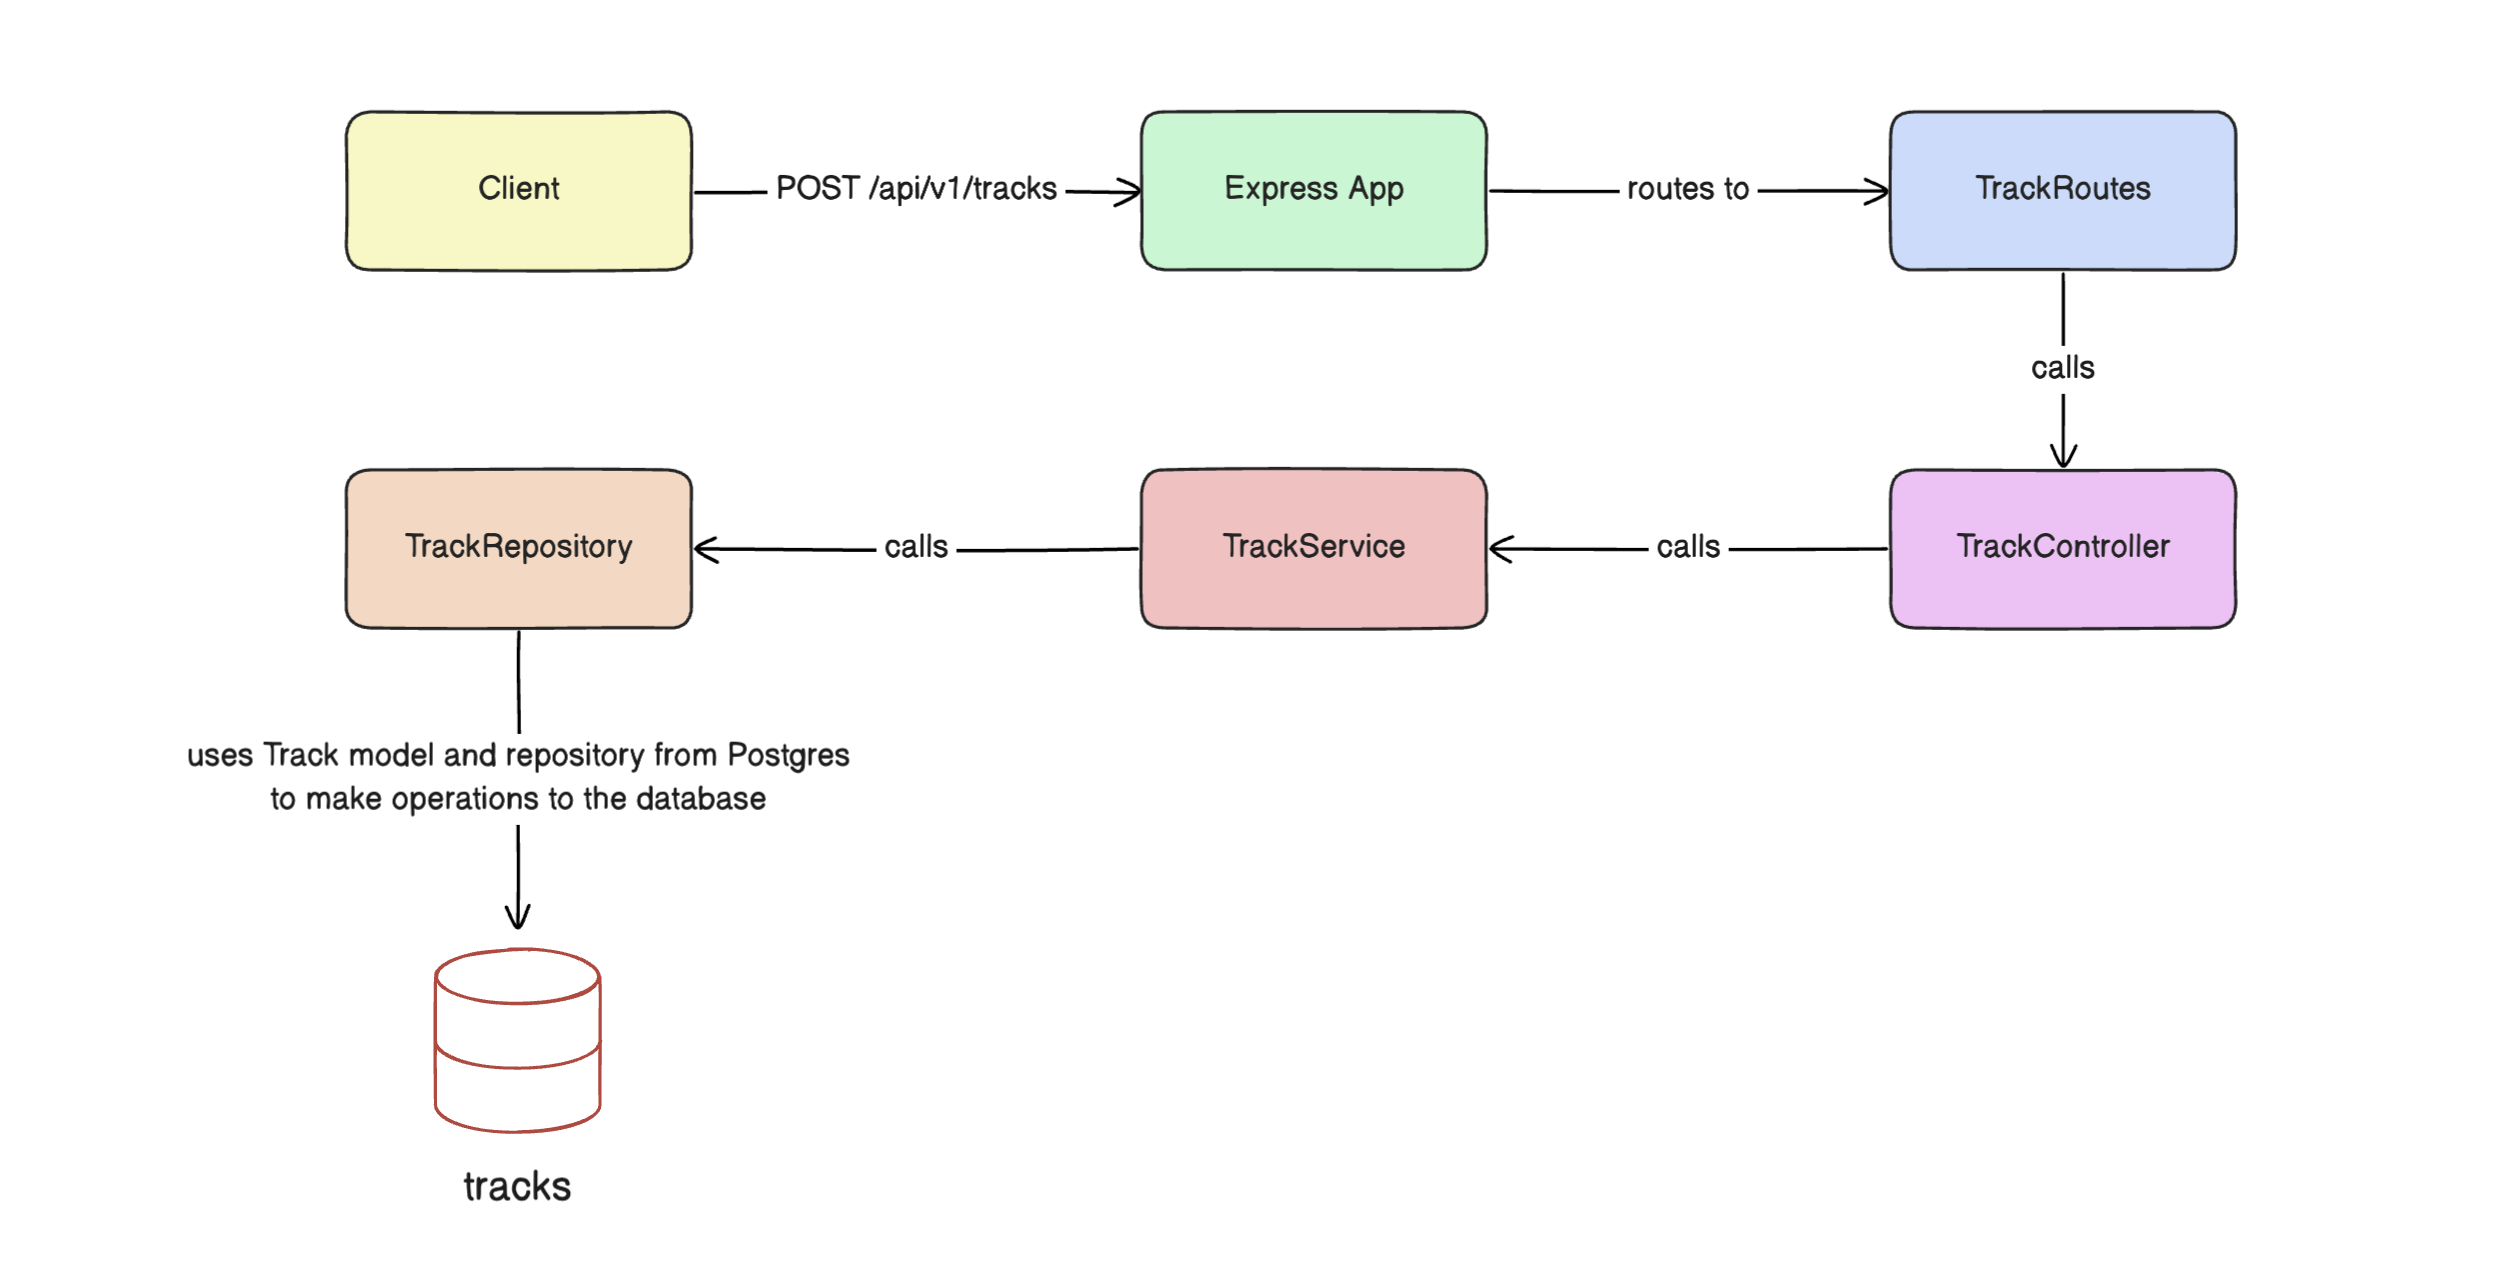 Client
POST /api/v1/tracks
Express App
routes to
TrackRoutes
calls
TrackController
calls
TrackService
calls
TrackRepository
uses Track model and repository from Postgres
to make operations to the database
tracks